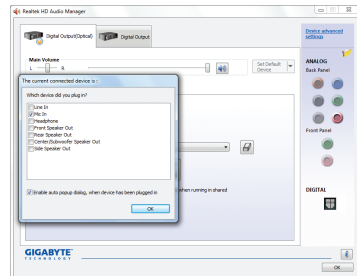 Realtek HD Audio Manager
Digital Output(Optical)
Digital Output
Device advanced
settings
Main Volume
L
R
Set Default
Device
ANALOG
Back Panel
The current connected device is :
Which device did you plug in?
Line In
Mic In
Headphone
Front Speaker Out
Rear Speaker Out
Center/Subwoofer Speaker Out
Side Speaker Out
Enable auto popup dialog, when device has been plugged in
OK
when running in shared
Front Panel
DIGITAL
GIGABYTE
TECHNOLOGY
OK